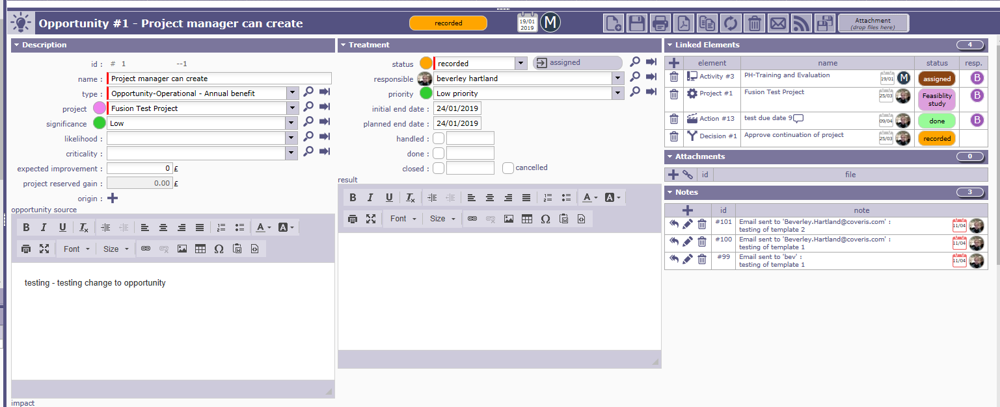 Opportunity #1 - Project manager can create
recorded
19/01
2019
M
Attachment
(drop files here)
Description
id : # 1 --1
name : Project manager can create
type : Opportunity-Operational - Annual benefit
project Fusion Test Project
significance Low
likelihood :
criticality :
expected improvement : 0 £
project reserved gain : 0.00 £
origin :
opportunity source
B I U Tx
A A
Font Size
Ω
testing - testing change to opportunity
impact
Treatment
status recorded assigned
responsible beverley hartland
priority Low priority
initial end date : 24/01/2019
planned end date : 24/01/2019
handled :
done :
closed : cancelled
result
B I U Tx
A A
Font Size
Ω
Linked Elements 4
element name status resp.
Activity #3 PH-Training and Evaluation 19/01 M assigned B
Project #1 Fusion Test Project 25/03 Feasiblity B
study
Action #13 test due date 9 09/04 done B
Decision #1 Approve continuation of project 25/03 recorded
Attachments 0
id file
Notes 3
id note
#101 Email sent to 'Beverley.Hartland@coveris.com' : 11/04
testing of template 2
#100 Email sent to 'Beverley.Hartland@coveris.com' : 11/04
testing of template 1
#99 Email sent to 'bev' : 11/04
testing of template 1